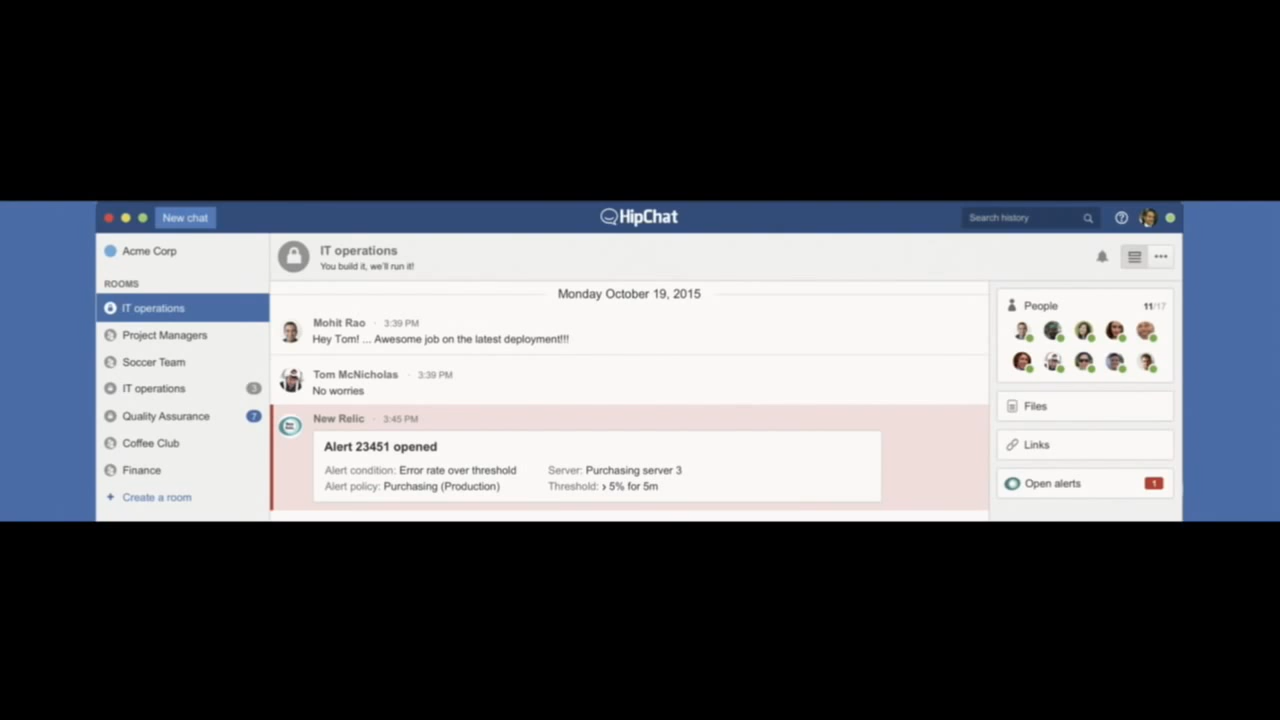 New chat
HipChat
Search history
Acme Corp
ROOMS
IT operations
Project Managers
Soccer Team
IT operations 3
Quality Assurance 7
Coffee Club
Finance
+ Create a room
IT operations
You build it, we'll run it!
Monday October 19, 2015
Mohit Rao · 3:39 PM
Hey Tom! ... Awesome job on the latest deployment!!!
Tom McNicholas · 3:39 PM
No worries
New Relic · 3:45 PM
Alert 23451 opened
Alert condition: Error rate over threshold Server: Purchasing server 3
Alert policy: Purchasing (Production) Threshold: > 5% for 5m
People 11/17
Files
Links
Open alerts 1